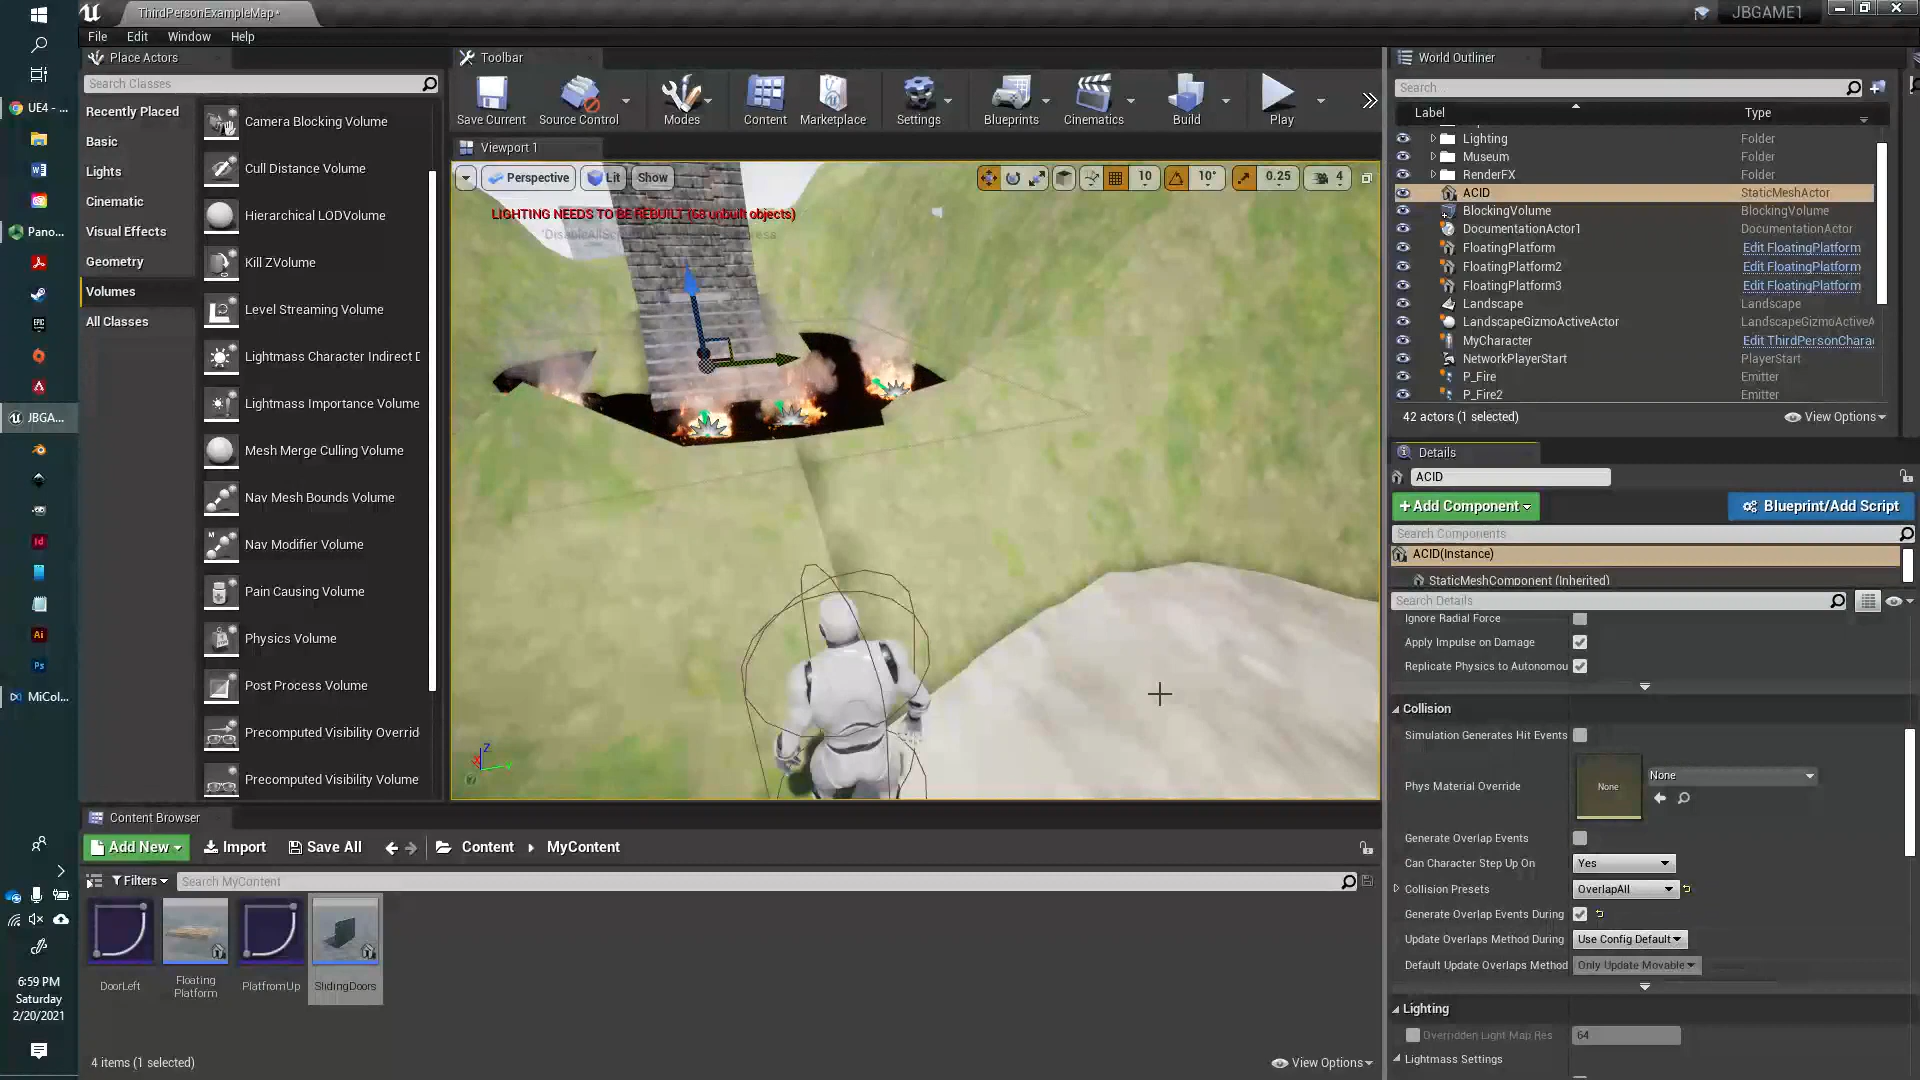 ThirdPersonExampleMap*
JBGAME1
File Edit Window Help
Place Actors
Search Classes
Recently Placed
Basic
Lights
Cinematic
Visual Effects
Geometry
Volumes
All Classes
Camera Blocking Volume
Cull Distance Volume
Hierarchical LODVolume
Kill ZVolume
Level Streaming Volume
Lightmass Character Indirect D
Lightmass Importance Volume
Mesh Merge Culling Volume
Nav Mesh Bounds Volume
Nav Modifier Volume
Pain Causing Volume
Physics Volume
Post Process Volume
Precomputed Visibility Overrid
Precomputed Visibility Volume
Toolbar
Save Current Source Control Modes Content Marketplace Settings Blueprints Cinematics Build Play
Viewport 1
Perspective Lit Show 10 10° 0.25 4
LIGHTING NEEDS TO BE REBUILT (68 unbuilt objects)
Z
World Outliner
Search...
Label Type
Lighting Folder
Museum Folder
RenderFX Folder
ACID StaticMeshActor
BlockingVolume BlockingVolume
DocumentationActor1 DocumentationActor
FloatingPlatform Edit FloatingPlatform
FloatingPlatform2 Edit FloatingPlatform
FloatingPlatform3 Edit FloatingPlatform
Landscape Landscape
LandscapeGizmoActiveActor LandscapeGizmoActiveA
MyCharacter Edit ThirdPersonCharac
NetworkPlayerStart PlayerStart
P_Fire Emitter
P_Fire2 Emitter
42 actors (1 selected) View Options
Details
ACID
+Add Component Blueprint/Add Script
Search Components
ACID(Instance)
StaticMeshComponent (Inherited)
Search Details
Ignore Radial Force
Apply Impulse on Damage
Replicate Physics to Autonomou
Collision
Simulation Generates Hit Events
Phys Material Override None None
Generate Overlap Events
Can Character Step Up On Yes
Collision Presets OverlapAll
Generate Overlap Events During
Update Overlaps Method During Use Config Default
Default Update Overlaps Method Only Update Movable
Lighting
Overridden Light Map Res 64
Lightmass Settings
Content Browser
Add New Import Save All Content MyContent
Filters Search MyContent
DoorLeft
Floating
Platform
PlatfromUp
SlidingDoors
4 items (1 selected) View Options
UE4 - ...
Pano...
JBGA...
MiCol...
6:59 PM
Saturday
2/20/2021